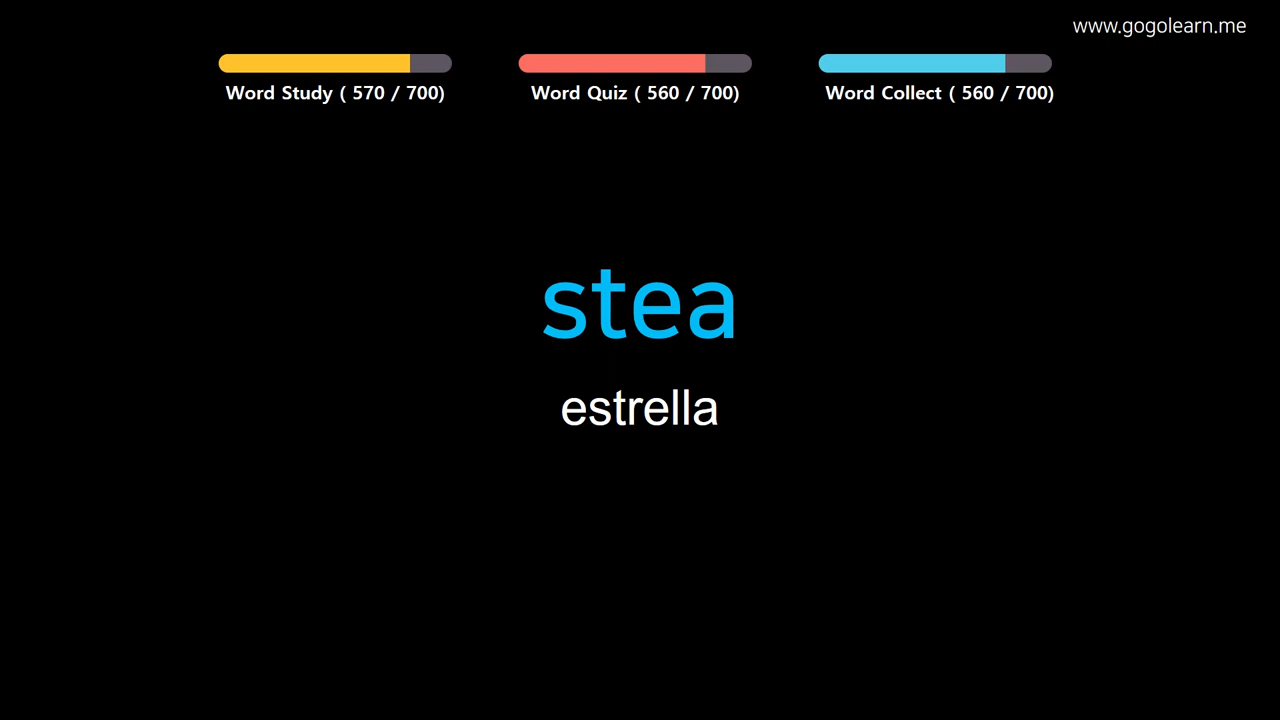 www.gogolearn.me
Word Study ( 570 / 700)
Word Quiz ( 560 / 700)
Word Collect ( 560 / 700)
stea
estrella